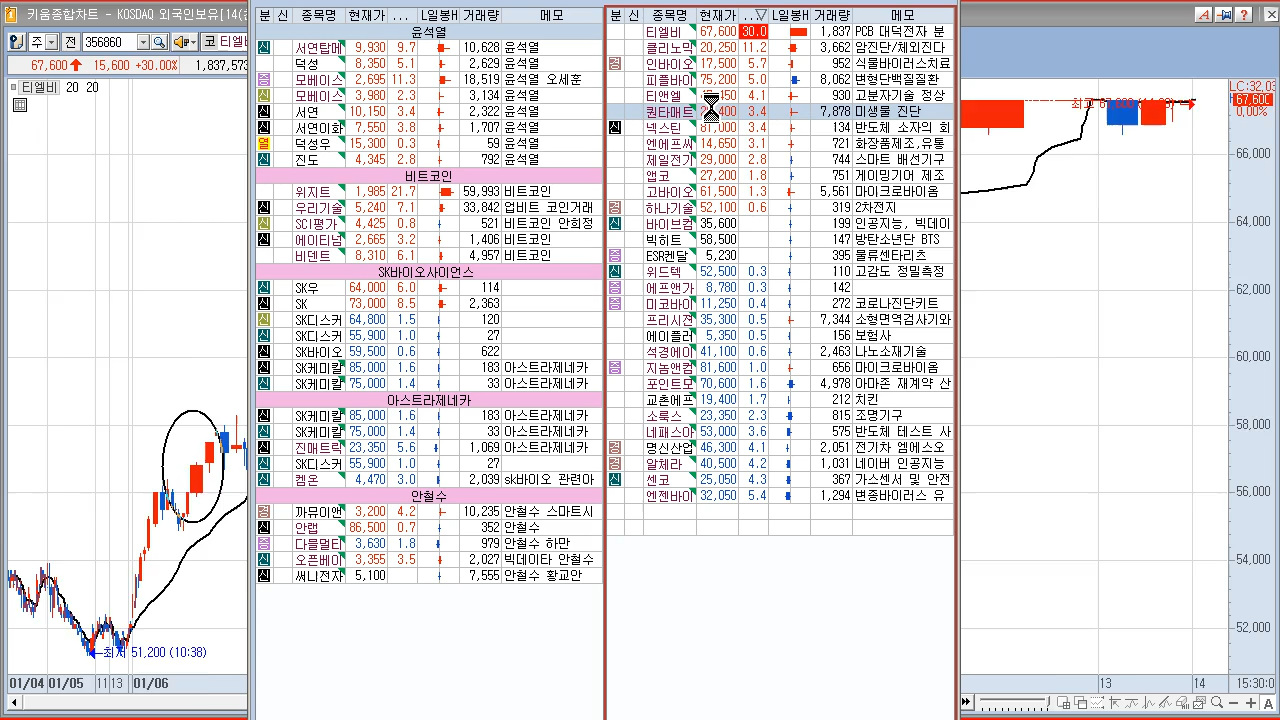 키움종합차트 - KOSDAQ 외국인보유[14(
주 전 355960 코 티엘비
67,600 15,600 +30.00% 1,837,573
티엘비 20 20
최저 51,200 (10:38)
01/04 01/05 11 13 01/06
분 신 종목명 현재가 ... L일봉H 거래량 메모
윤석열
신 서연탑메 9,930 9.7 10,628 윤석열
덕성 8,350 5.1 2,629 윤석열
증 모베이스 2,695 11.3 18,519 윤석열 오세훈
신 모베이스 3,980 2.3 2,134 윤석열
신 서연 10,150 3.4 2,322 윤석열
신 서연이화 7,550 3.8 1,707 윤석열
열 덕성우 15,300 0.3 59 윤석열
신 진도 4,345 2.8 792 윤석열
비트코인
위지트 1,985 21.7 59,993 비트코인
신 우리기술 5,240 7.1 33,842 업비트 코인거래
신 SCI평가 4,425 0.8 521 비트코인 안희정
신 에이티넘 2,665 3.2 1,406 비트코인
비덴트 8,310 6.1 4,957 비트코인
SK바이오사이언스
신 SK우 64,000 6.0 114
신 SK 73,000 8.5 2,363
신 SK디스커 64,800 1.5 120
신 SK디스커 55,900 1.0 27
신 SK바이오 59,500 0.6 622
신 SK케미칼 85,000 1.6 183 아스트라제네카
신 SK케미칼 75,000 1.4 33 아스트라제네카
아스트라제네카
신 SK케미칼 85,000 1.6 183 아스트라제네카
신 SK케미칼 75,000 1.4 33 아스트라제네카
신 진매트릭 23,350 5.6 1,069 아스트라제네카
신 SK디스커 55,900 1.0 27
신 켐온 4,470 3.0 2,039 sk바이오 관련아
안철수
경 까뮤이앤 3,200 4.2 10,235 안철수 스마트시
신 안랩 86,500 0.7 352 안철수
증 다믈멀티 3,630 1.8 979 안철수 하만
신 오픈베이 3,355 3.5 2,027 빅데이타 안철수
신 써니전자 5,100 7,555 안철수 황교안
분 신 종목명 현재가 ... L일봉H 거래량 메모
티엘비 67,600 30.0 1,837 PCB 대덕전자 분
클리노믹 20,250 11.2 3,662 암진단/체외진다
경 인바이오 17,500 5.7 952 식물바이러스치료
피플바이 75,200 5.0 8,062 변형단백질질환
티앤엘 4.1 930 고분자기술 정상
퀀타매트 3.4 7,878 미생물 진단
신 넥스틴 81,000 3.4 134 반도체 소자의 회
엔에프씨 14,650 3.1 721 화장품제조,유통
제일전기 29,000 2.8 744 스마트 배선기구
앱코 27,200 1.8 751 게이밍기어 제조
고바이오 61,500 1.3 5,561 마이크로바이옴
경 하나기술 52,100 0.6 319 2차전지
신 바이브컴 35,600 199 인공지능, 빅데이
빅히트 58,500 147 방탄소년단 BTS
증 ESR켄달 5,230 395 물류센타리츠
신 위드텍 52,500 0.3 110 고감도 정밀측정
증 에프앤가 8,780 0.3 142
증 미코바이 11,250 0.4 272 코로나진단키트
프리시젼 35,300 0.5 7,344 소형면역검사기와
에이플러 5,350 0.5 156 보험사
석경에이 41,100 0.6 2,463 나노소재기술
증 지놈앤컴 81,600 1.0 656 마이크로바이옴
포인트모 70,600 1.6 4,978 아마존 재계약 산
교촌에프 19,400 1.7 212 치킨
소룩스 23,350 2.3 815 조명기구
네패스아 53,000 3.6 575 반도체 테스트 사
경 명신산업 46,300 4.1 2,051 전기차 엠에스오
경 알체라 40,500 4.2 1,031 네이버 인공지능
신 센코 25,050 4.3 367 가스센서 및 안전
엔젠바이 32,050 5.4 1,294 변종바이러스 유
LC:32,03
67,600
0,00%
66,000
64,000
62,000
60,000
58,000
56,000
54,000
52,000
13 14 15:30:0